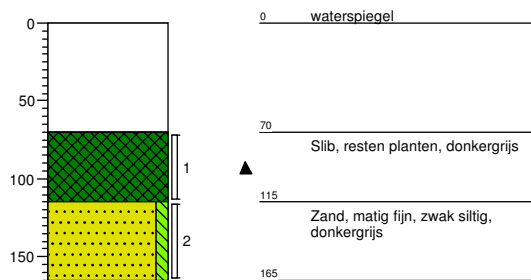 0
50
100
150
1
2
0 waterspiegel
70
Slib, resten planten, donkergrijs
115
Zand, matig fijn, zwak siltig,
donkergrijs
165